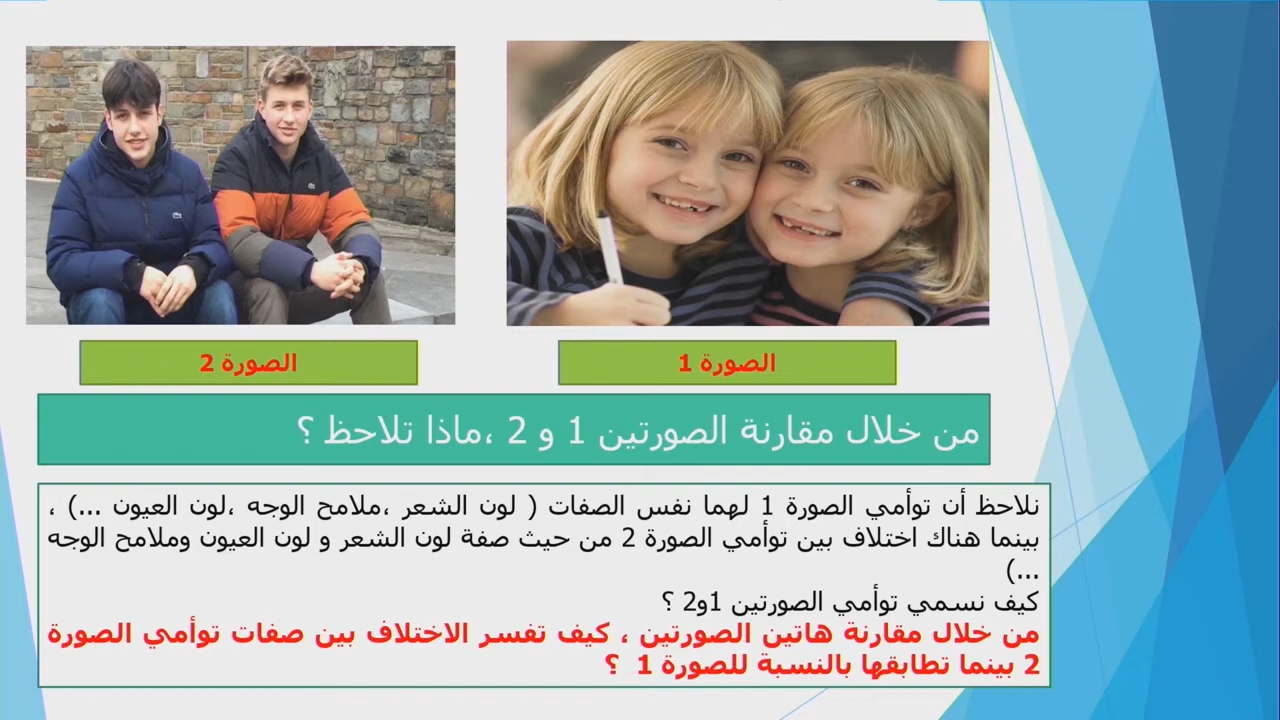 الصورة 1
الصورة 2
من خلال مقارنة الصورتين 1 و 2 ،ماذا تلاحظ ؟
نلاحظ أن توأمي الصورة 1 لهما نفس الصفات ( لون الشعر ،ملامح الوجه ،لون العيون ...) ،
بينما هناك اختلاف بين توأمي الصورة 2 من حيث صفة لون الشعر و لون العيون وملامح الوجه
...)
كيف نسمي توأمي الصورتين 1و2 ؟
من خلال مقارنة هاتين الصورتين ، كيف تفسر الاختلاف بين صفات توأمي الصورة
2 بينما تطابقها بالنسبة للصورة 1 ؟